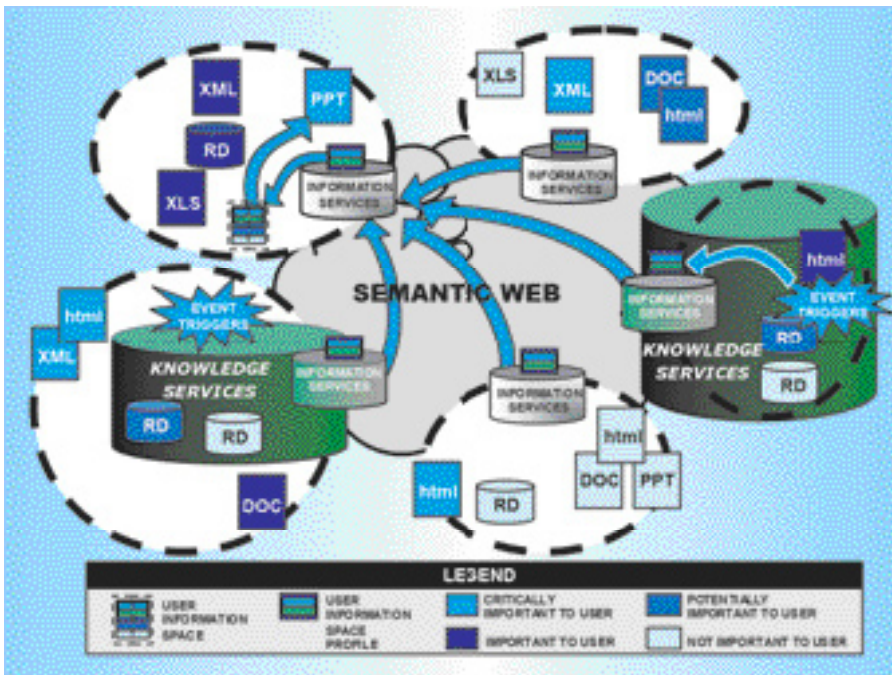 XML
PPT
RD
XLS
INFORMATION
SERVICES
XLS
XML
DOC
html
INFORMATION
SERVICES
html
EVENT
TRIGGERS
INFORMATION
SERVICES
RD
KNOWLEDGE
SERVICES
RD
SEMANTIC WEB
html
XML
EVENT
TRIGGERS
KNOWLEDGE
SERVICES
INFORMATION
SERVICES
RD
RD
DOC
INFORMATION
SERVICES
html
DOC
PPT
html
RD
LE3END
USER
INFORMATION
SPACE
USER
INFORMATION
SPACE
PROFILE
CRITICALLY
IMPORTANT TO USER
IMPORTANT TO USER
POTENTIALLY
IMPORTANT TO USER
NOT IMPORTANT TO USER